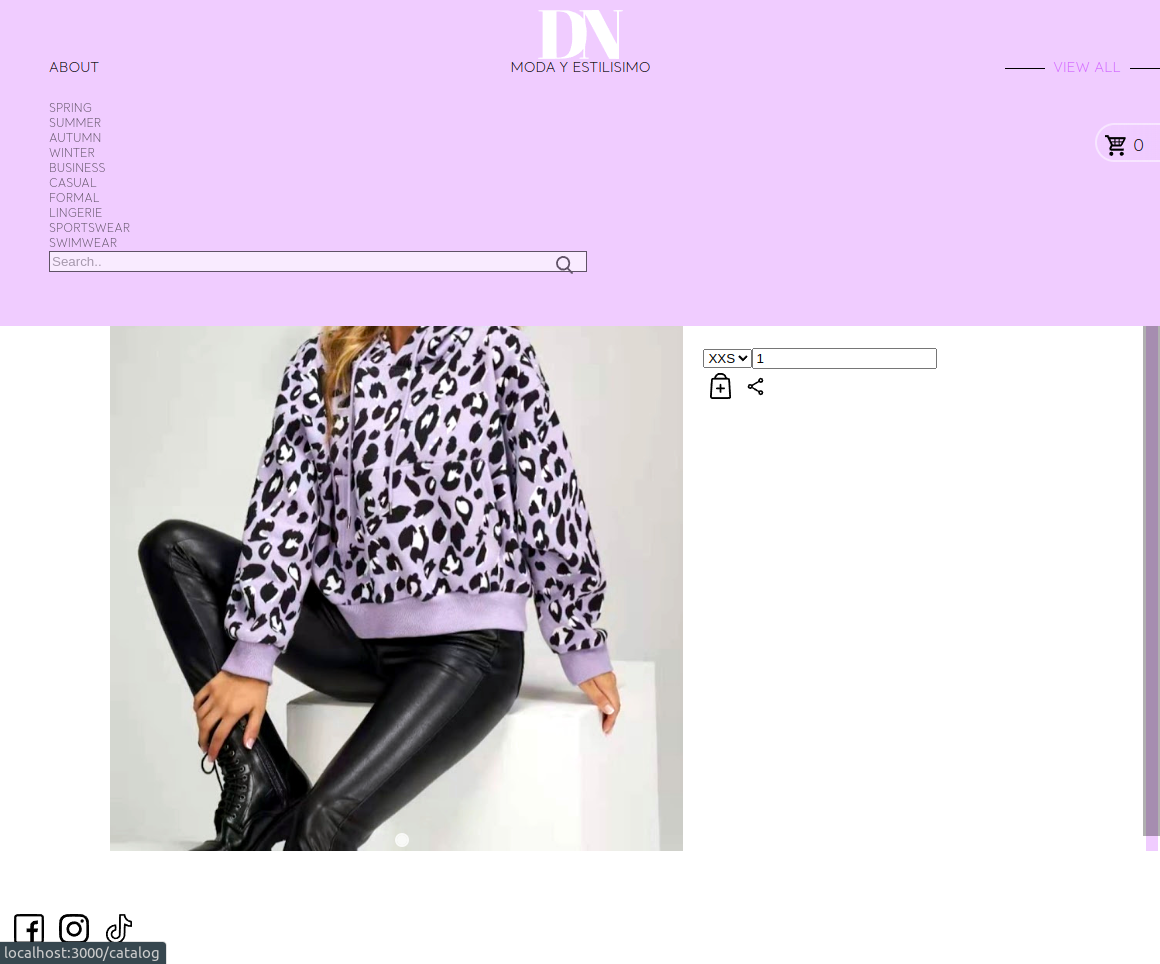 DN
ABOUT
MODA Y ESTILISIMO
VIEW ALL
SPRING
SUMMER
AUTUMN
WINTER
BUSINESS
CASUAL
FORMAL
LINGERIE
SPORTSWEAR
SWIMWEAR
0
Search..
XXS 1
localhost:3000/catalog